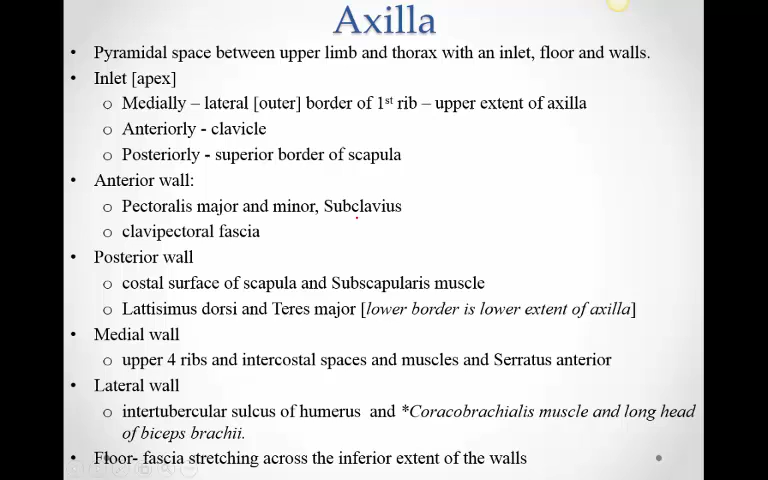 Axilla
• Pyramidal space between upper limb and thorax with an inlet, floor and walls.
• Inlet [apex]
o Medially – lateral [outer] border of 1st rib – upper extent of axilla
o Anteriorly - clavicle
o Posteriorly - superior border of scapula
• Anterior wall:
o Pectoralis major and minor, Subclavius
o clavipectoral fascia
• Posterior wall
o costal surface of scapula and Subscapularis muscle
o Lattisimus dorsi and Teres major [lower border is lower extent of axilla]
• Medial wall
o upper 4 ribs and intercostal spaces and muscles and Serratus anterior
• Lateral wall
o intertubercular sulcus of humerus and *Coracobrachialis muscle and long head
of biceps brachii.
• Floor- fascia stretching across the inferior extent of the walls